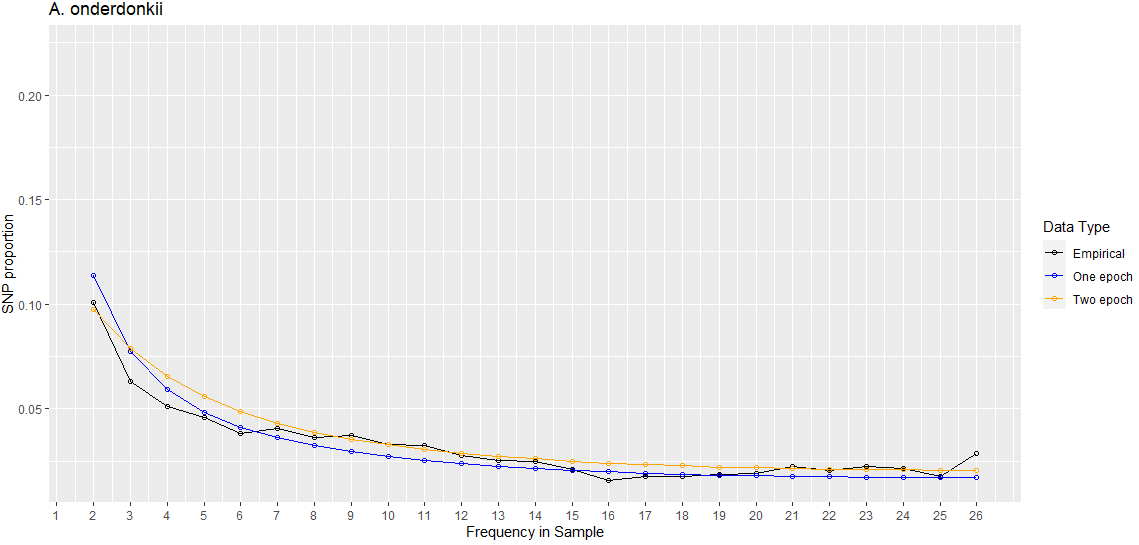 A. onderdonkii
SNP proportion
0.20
0.15
0.10
0.05
1 2 3 4 5 6 7 8 9 10 11 12 13 14 15 16 17 18 19 20 21 22 23 24 25 26
Frequency in Sample
Data Type
Empirical
One epoch
Two epoch